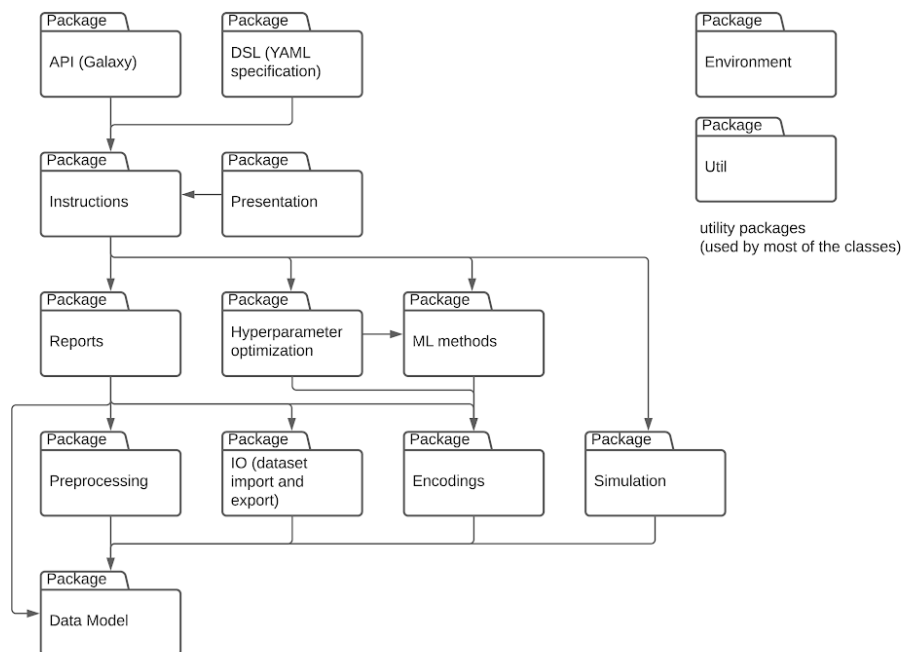 Package
API (Galaxy)
Package
DSL (YAML
specification)
Package
Environment
Package
Util
utility packages
(used by most of the classes)
Package
Instructions
Package
Presentation
Package
Reports
Package
Hyperparameter
optimization
Package
ML methods
Package
Preprocessing
Package
IO (dataset
import and
export)
Package
Encodings
Package
Simulation
Package
Data Model